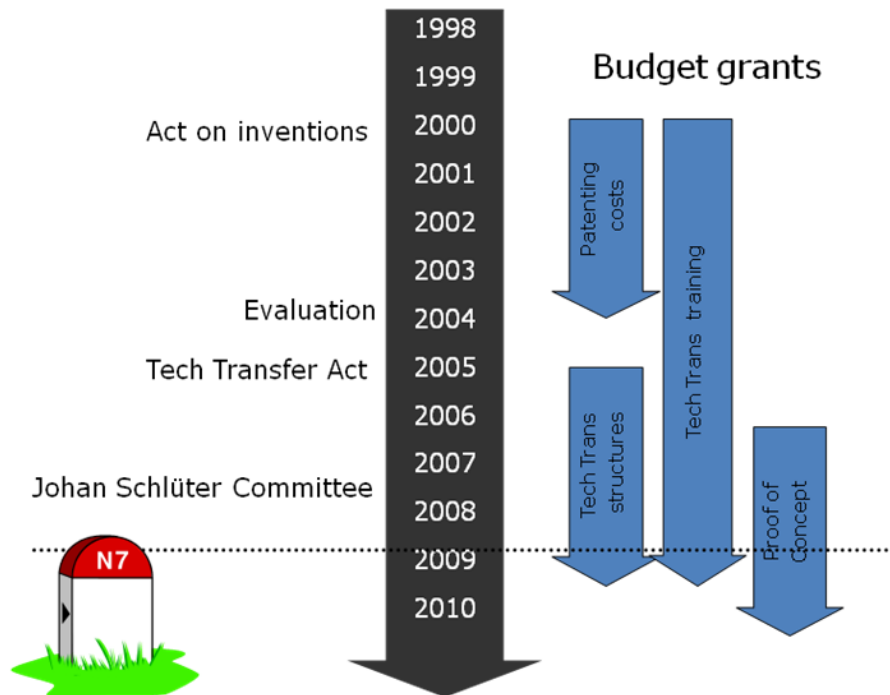 1998
Budget grants
1999
Act on inventions
2000
2001
2002
2003
Evaluation
2004
Tech Transfer Act
2005
2006
2007
Johan Schlüter Committee
2008
2009
2010
Patenting
costs
Tech Trans training
Tech Trans
structures
Proof of
Concept
N7